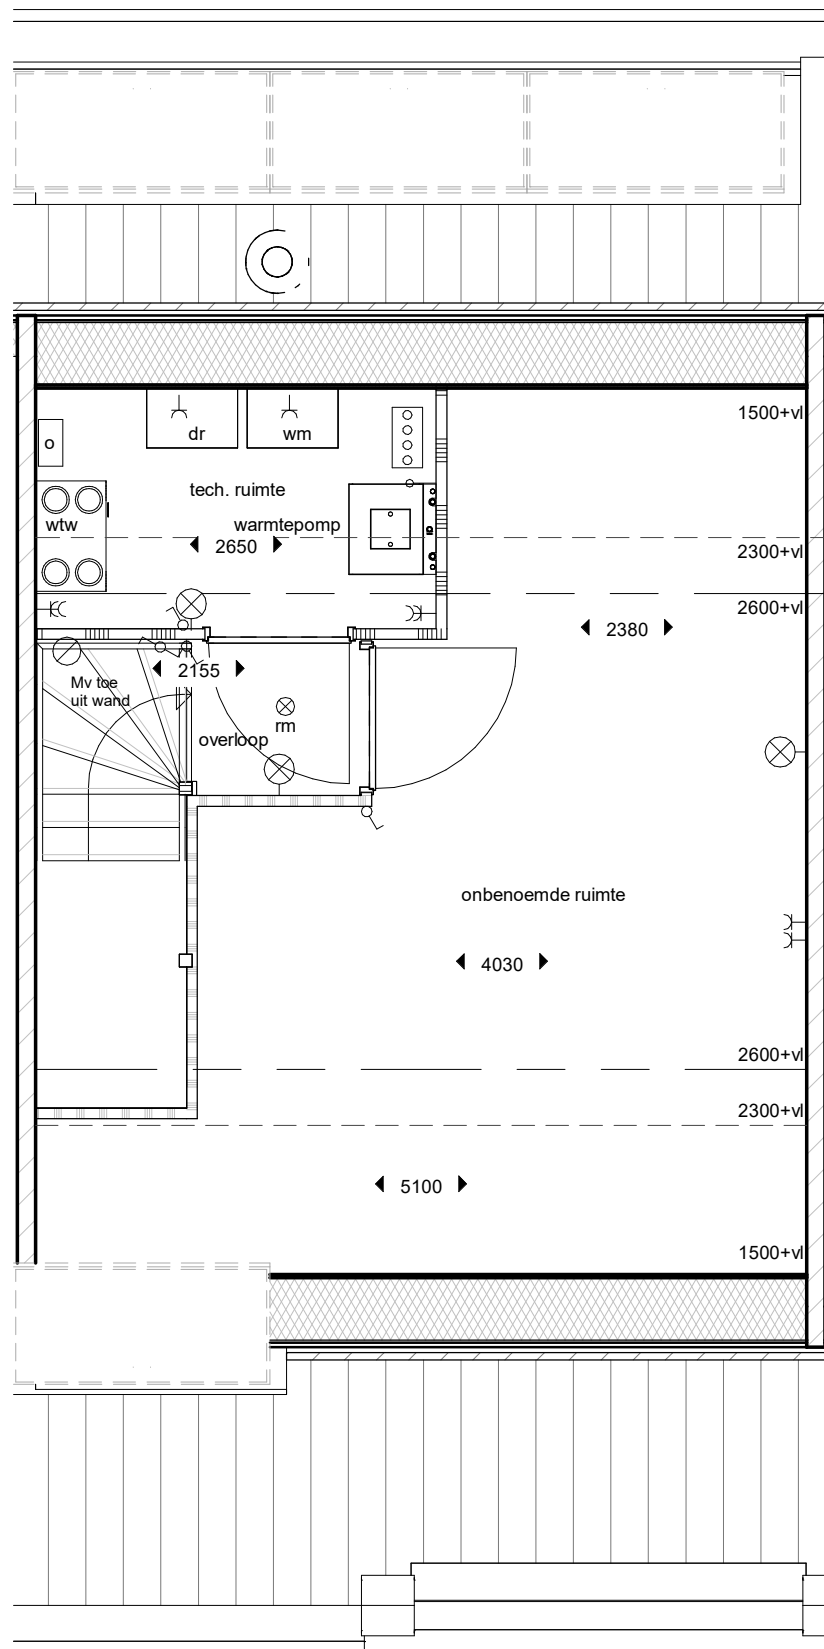 1500+vl
dr
wm
o
tech. ruimte
wtw
warmtepomp
2650
2300+vl
2600+vl
2380
2155
Mv toe
uit wand
rm
overloop
onbenoemde ruimte
4030
2600+vl
2300+vl
5100
1500+vl